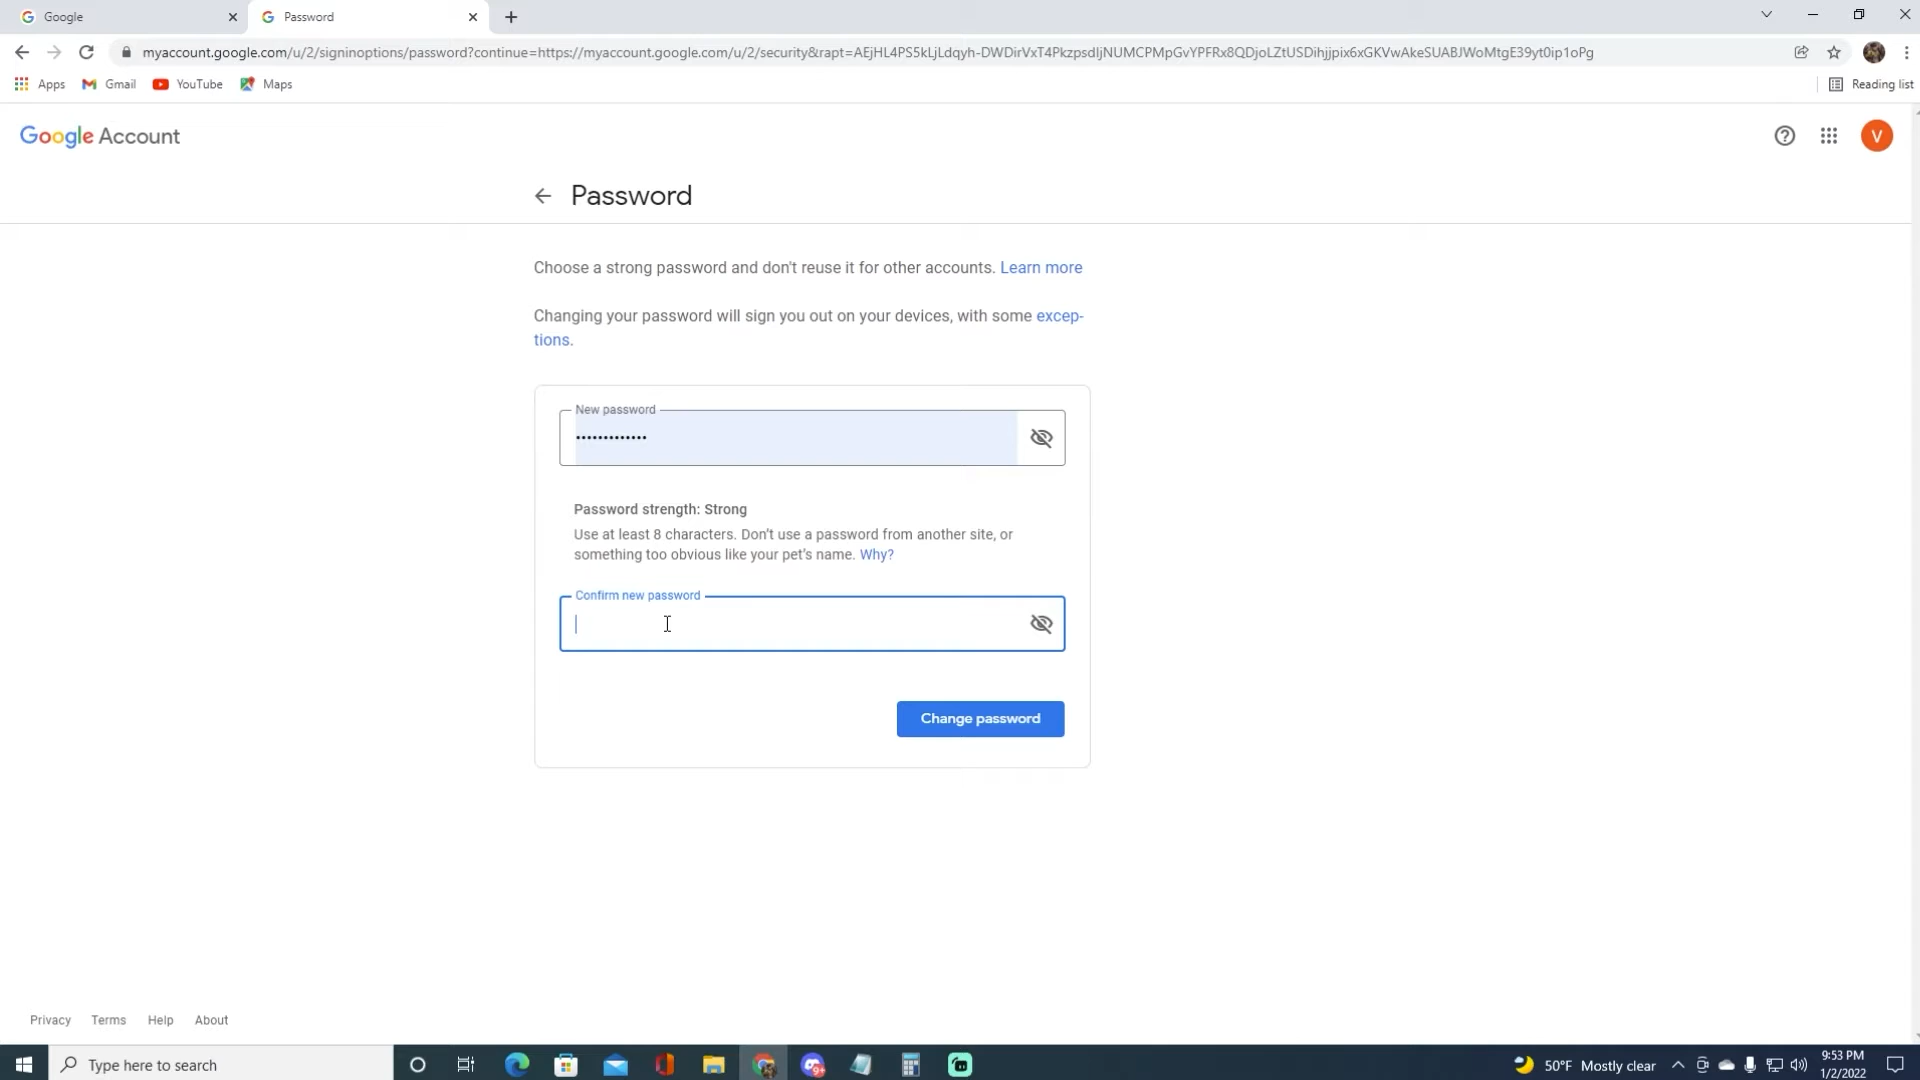 Google
Password
myaccount.google.com/u/2/signinoptions/password?continue=https://myaccount.google.com/u/2/security&rapt=AEjHL4PS5kLjLdqyh-DWDirVxT4PkzpsdIjNUMCPMpGvYPFRx8QDjoLZtUSDihjjpix6xGKVwAkeSUABJWoMtgE39yt0ip1oPg
Apps
Gmail
YouTube
Maps
Reading list
Google Account
V
Password
Choose a strong password and don't reuse it for other accounts. Learn more
Changing your password will sign you out on your devices, with some excep-
tions.
New password
•••••••••••••
Password strength: Strong
Use at least 8 characters. Don't use a password from another site, or
something too obvious like your pet's name. Why?
Confirm new password
Change password
Privacy
Terms
Help
About
Type here to search
9+
50°F Mostly clear
9:53 PM
1/2/2022